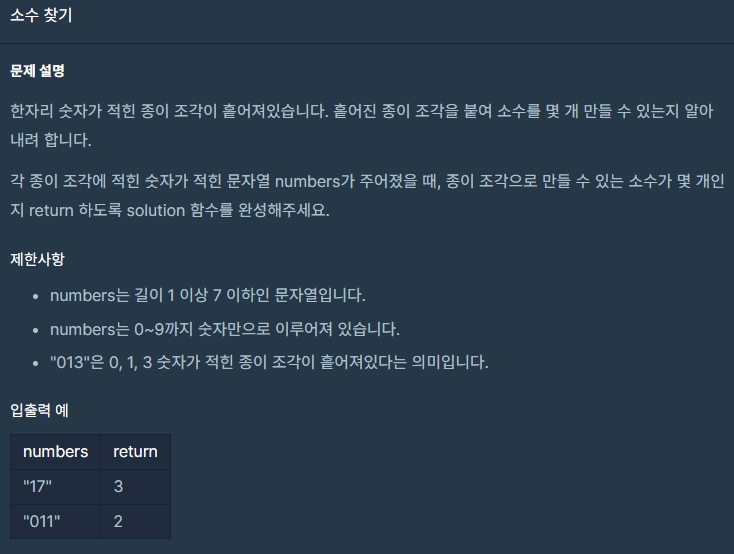 소수 찾기
문제 설명
한자리 숫자가 적힌 종이 조각이 흩어져있습니다. 흩어진 종이 조각을 붙여 소수를 몇 개 만들 수 있는지 알아
내려 합니다.
각 종이 조각에 적힌 숫자가 적힌 문자열 numbers가 주어졌을 때, 종이 조각으로 만들 수 있는 소수가 몇 개인
지 return 하도록 solution 함수를 완성해주세요.
제한사항
• numbers는 길이 1 이상 7 이하인 문자열입니다.
• numbers는 0~9까지 숫자만으로 이루어져 있습니다.
• "013"은 0, 1, 3 숫자가 적힌 종이 조각이 흩어져있다는 의미입니다.
입출력 예
numbers return
"17" 3
"011" 2